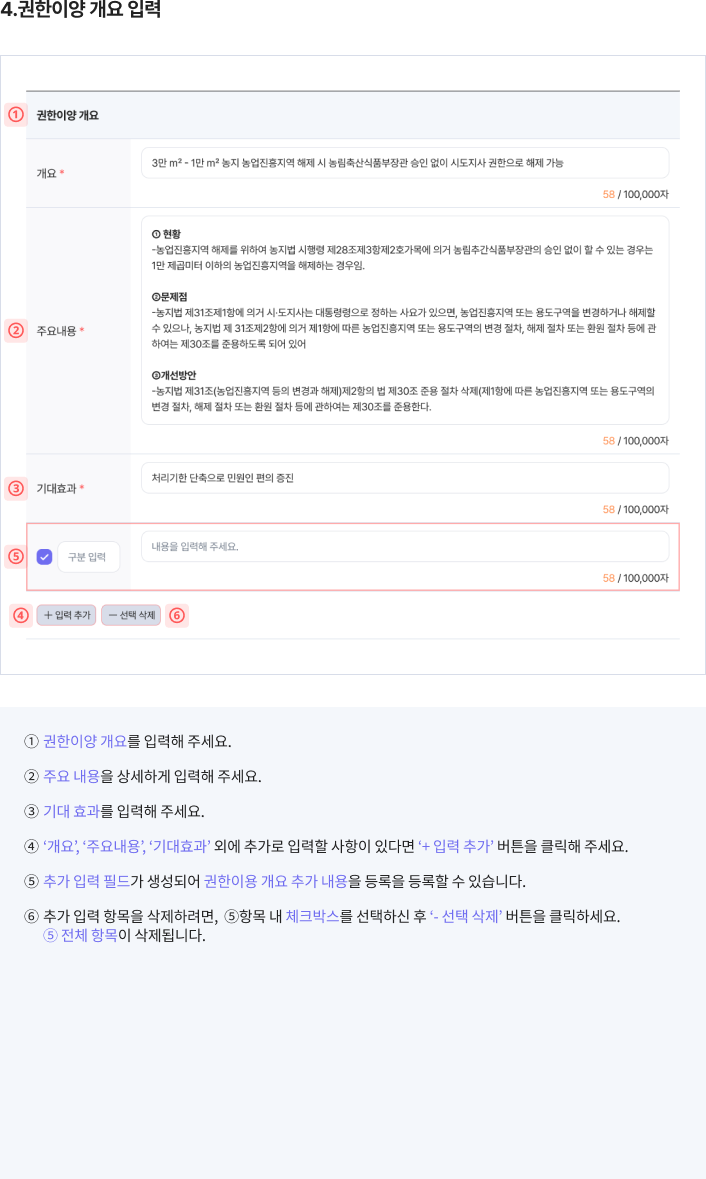 4.권한이양 개요 입력
① 권한이양 개요
개요 *
3만 m² - 1만 m² 농지 농업진흥지역 해제 시 농림축산식품부장관 승인 없이 시도지사 권한으로 해제 가능
58 / 100,000자
② 주요내용 *
① 현황
-농업진흥지역 해제를 위하여 농지법 시행령 제28조제3항제2호가목에 의거 농림추간식품부장관의 승인 없이 할 수 있는 경우는
1만 제곱미터 이하의 농업진흥지역을 해제하는 경우임.
②문제점
-농지법 제31조제1항에 의거 시·도지사는 대통령령으로 정하는 사요가 있으면, 농업진흥지역 또는 용도구역을 변경하거나 해제할
수 있으나, 농지법 제 31조제2항에 의거 제1항에 따른 농업진흥지역 또는 용도구역의 변경 절차, 해제 절차 또는 환원 절차 등에 관
하여는 제30조를 준용하도록 되어 있어
③개선방안
-농지법 제31조(농업진흥지역 등의 변경과 해제)제2항의 법 제30조 준용 절차 삭제(제1항에 따른 농업진흥지역 또는 용도구역의
변경 절차, 해제 절차 또는 환원 절차 등에 관하여는 제30조를 준용한다.
58 / 100,000자
③ 기대효과 *
처리기한 단축으로 민원인 편의 증진
58 / 100,000자
⑤ 구분 입력
내용을 입력해 주세요.
58 / 100,000자
④ + 입력 추가 - 선택 삭제 ⑥
① 권한이양 개요를 입력해 주세요.
② 주요 내용을 상세하게 입력해 주세요.
③ 기대 효과를 입력해 주세요.
④ ‘개요’, ‘주요내용’, ‘기대효과’ 외에 추가로 입력할 사항이 있다면 ‘+ 입력 추가’ 버튼을 클릭해 주세요.
⑤ 추가 입력 필드가 생성되어 권한이용 개요 추가 내용을 등록을 등록할 수 있습니다.
⑥ 추가 입력 항목을 삭제하려면, ⑤항목 내 체크박스를 선택하신 후 ‘- 선택 삭제’ 버튼을 클릭하세요.
⑤ 전체 항목이 삭제됩니다.